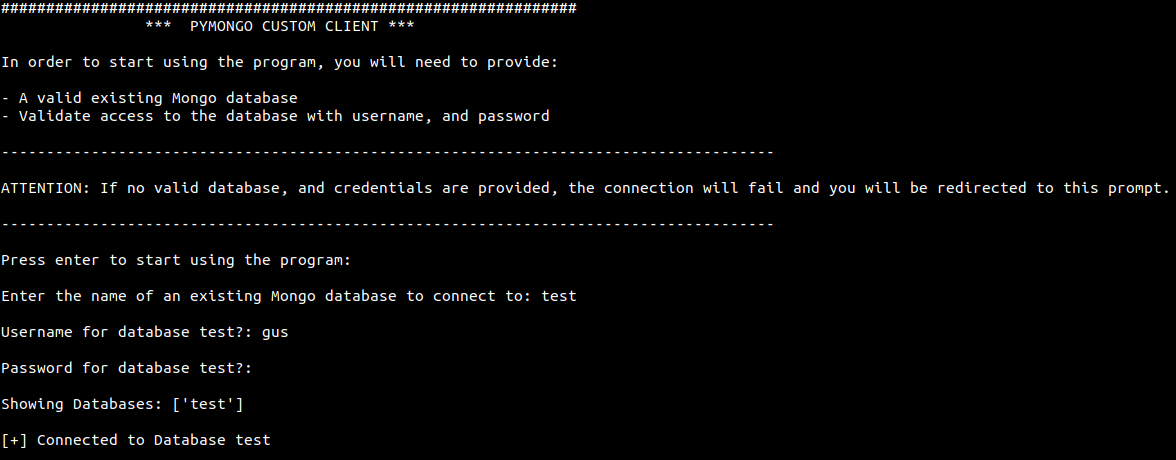 ################################################################
*** PYMONGO CUSTOM CLIENT ***
In order to start using the program, you will need to provide:
- A valid existing Mongo database
- Validate access to the database with username, and password
--------------------------------------------------------------------------------------
ATTENTION: If no valid database, and credentials are provided, the connection will fail and you will be redirected to this prompt.
--------------------------------------------------------------------------------------
Press enter to start using the program:
Enter the name of an existing Mongo database to connect to: test
Username for database test?: gus
Password for database test?:
Showing Databases: ['test']
[+] Connected to Database test